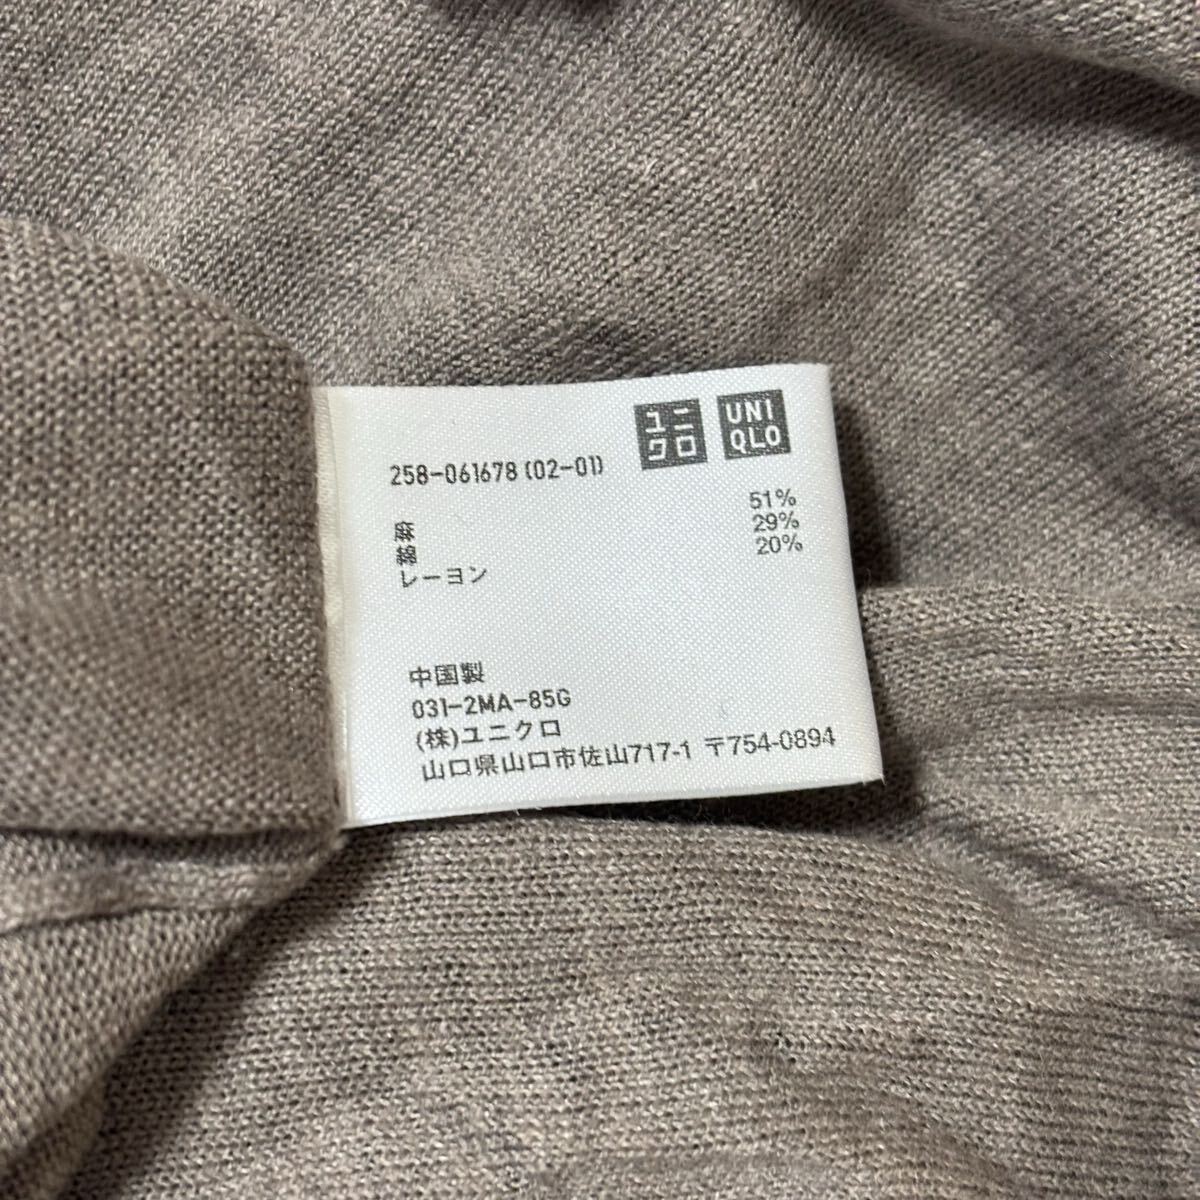 ユニ
クロ
UNI
QLO
258-061678 (02-01)
麻 51%
綿 29%
レーヨン 20%
中国製
031-2MA-85G
(株)ユニクロ
山口県山口市佐山717-1 〒754-0894